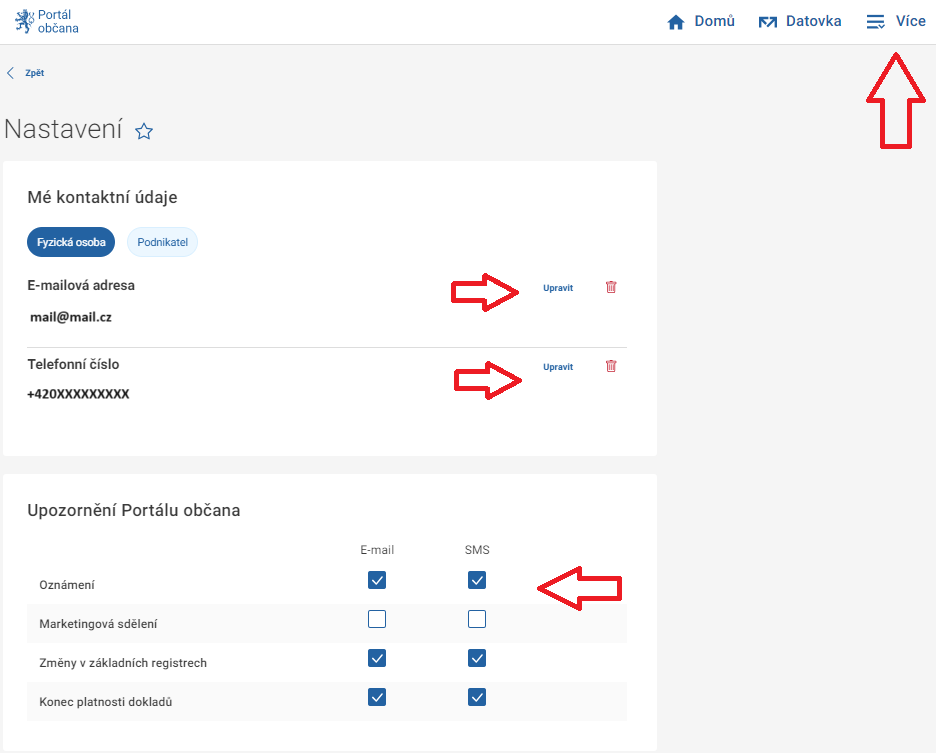 Portál
občana
Domů Datovka Více
Zpět
Nastavení
Mé kontaktní údaje
Fyzická osoba Podnikatel
E-mailová adresa Upravit
mail@mail.cz
Telefonní číslo Upravit
+420XXXXXXXXX
Upozornění Portálu občana
E-mail SMS
Oznámení
Marketingová sdělení
Změny v základních registrech
Konec platnosti dokladů